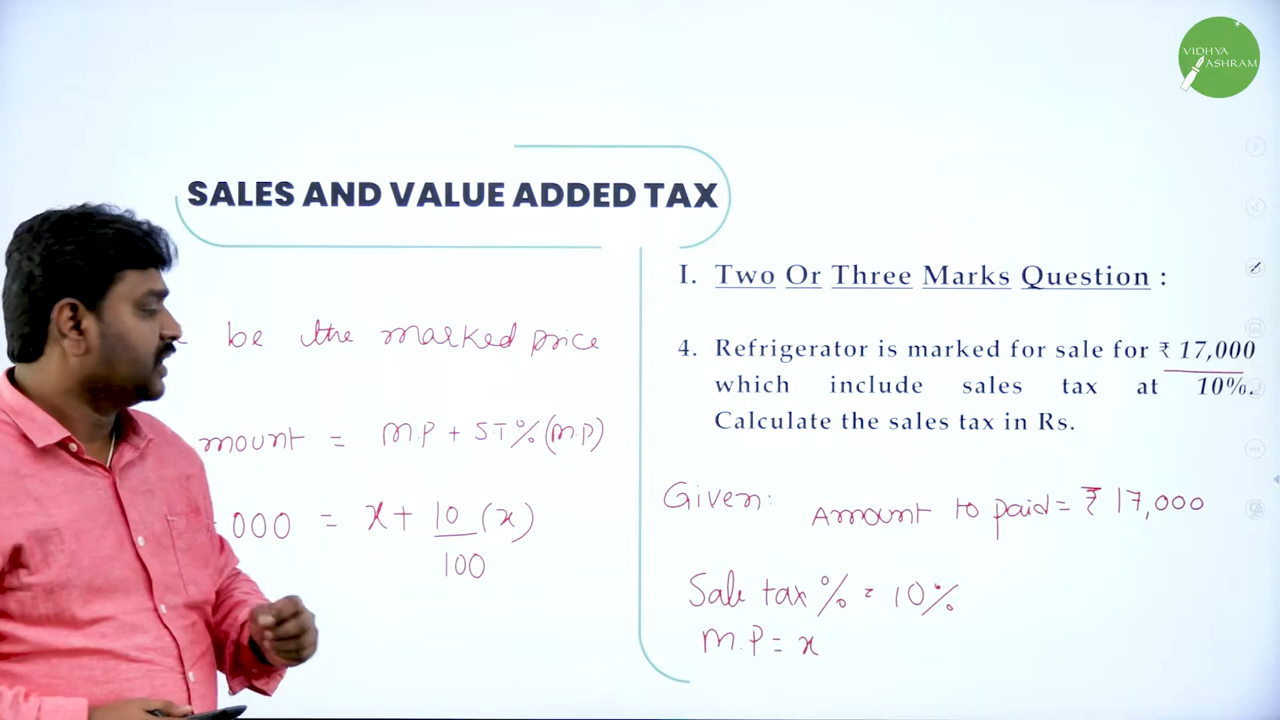 VIDHYA
ASHRAM
SALES AND VALUE ADDED TAX
be the marked price
mount = M.P + S.T % (M.P)
000 = x + 10/100 (x)
I. Two Or Three Marks Question :
4. Refrigerator is marked for sale for ₹ 17,000
which include sales tax at 10%.
Calculate the sales tax in Rs.
Given: Amount to paid = ₹ 17,000
Sale tax % = 10%
M.P = x